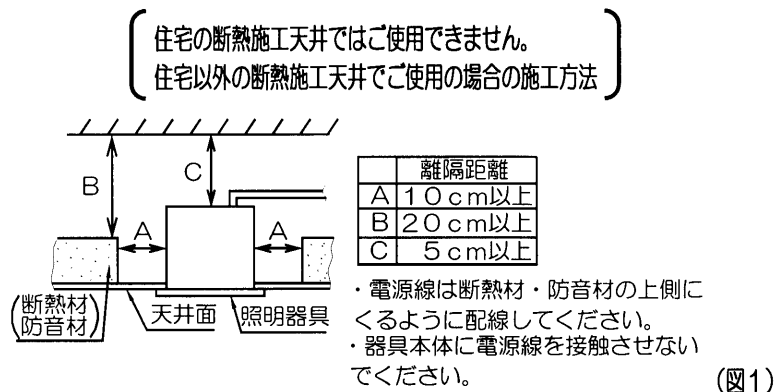 住宅の断熱施工天井ではご使用できません。
住宅以外の断熱施工天井でご使用の場合の施工方法
B
C
A
A
離隔距離
A 10cm以上
B 20cm以上
C 5cm以上
(断熱材
防音材)
天井面
照明器具
・電源線は断熱材・防音材の上側に
くるように配線してください。
・器具本体に電源線を接触させない
でください。
(図1)